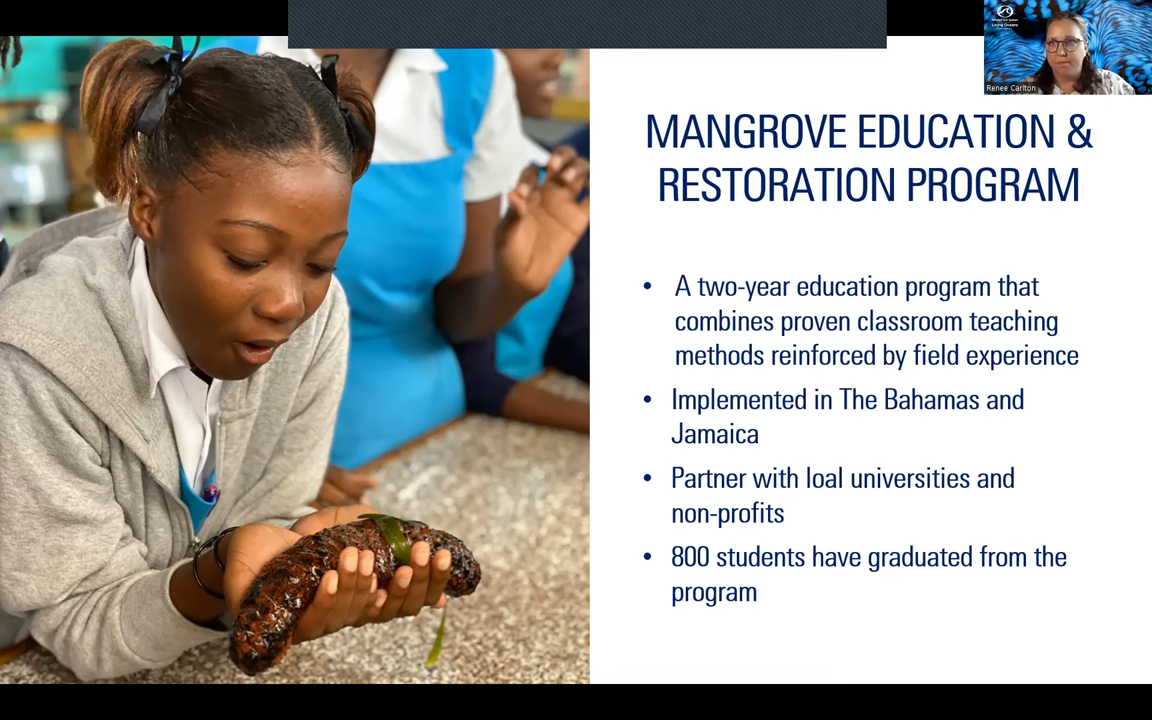 Living Oceans
Renee Carlton
MANGROVE EDUCATION &
RESTORATION PROGRAM
• A two-year education program that
combines proven classroom teaching
methods reinforced by field experience
• Implemented in The Bahamas and
Jamaica
• Partner with loal universities and
non-profits
• 800 students have graduated from the
program